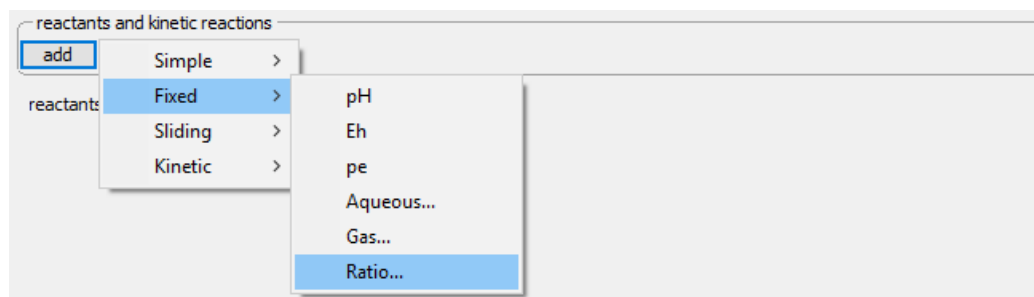 reactants and kinetic reactions
add
Simple >
Fixed >
reactants
Sliding >
Kinetic >
pH
Eh
pe
Aqueous...
Gas...
Ratio...